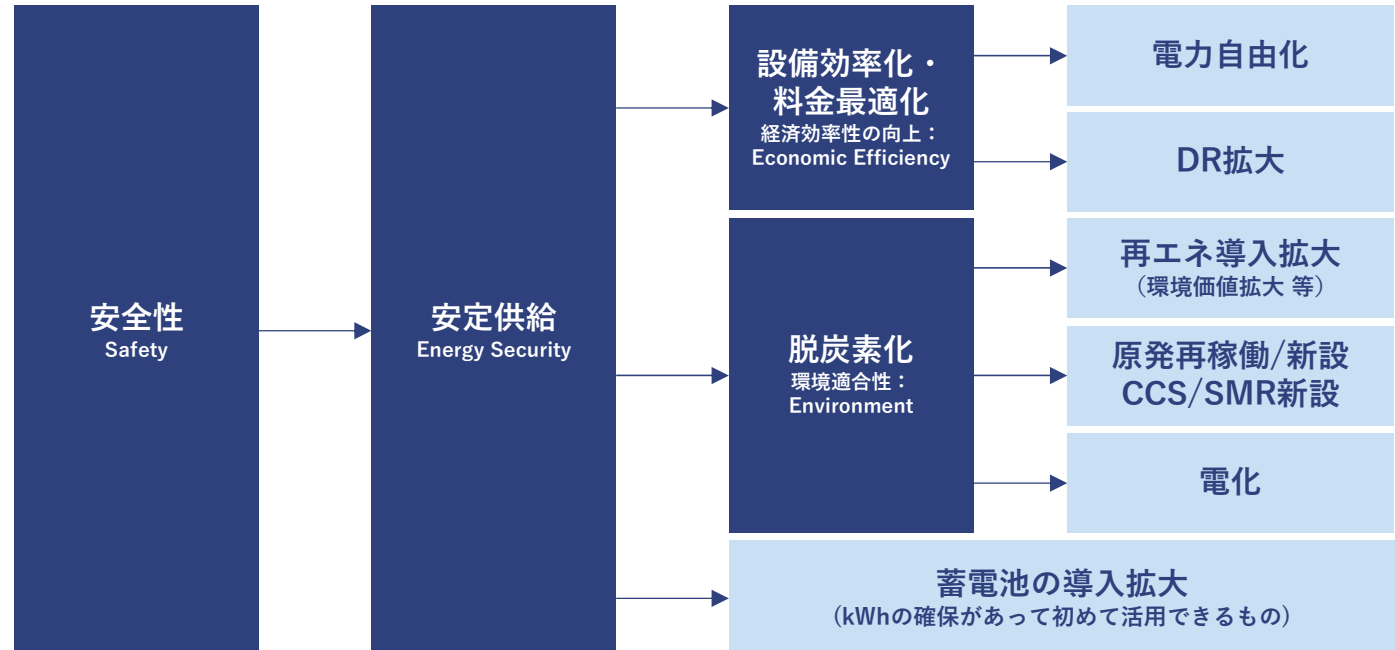 安全性
Safety
安定供給
Energy Security
設備効率化・
料金最適化
経済効率性の向上：
Economic Efficiency
電力自由化
DR拡大
脱炭素化
環境適合性：
Environment
再エネ導入拡大
（環境価値拡大 等）
原発再稼働/新設
CCS/SMR新設
電化
蓄電池の導入拡大
（kWhの確保があって初めて活用できるもの）